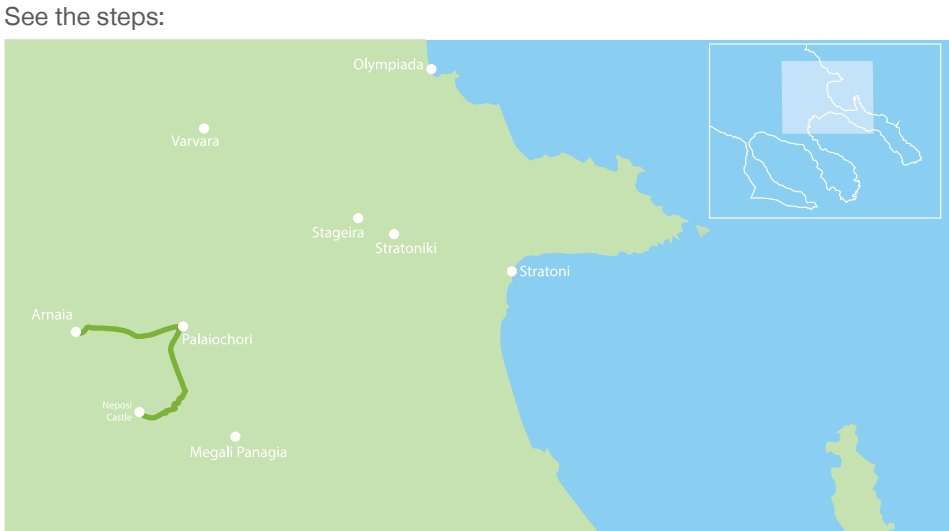 See the steps:
Olympiada
Varvara
Stageira
Stratoniki
Stratoni
Arnaia
Palaiochori
Neposi
Castle
Megali Panagia